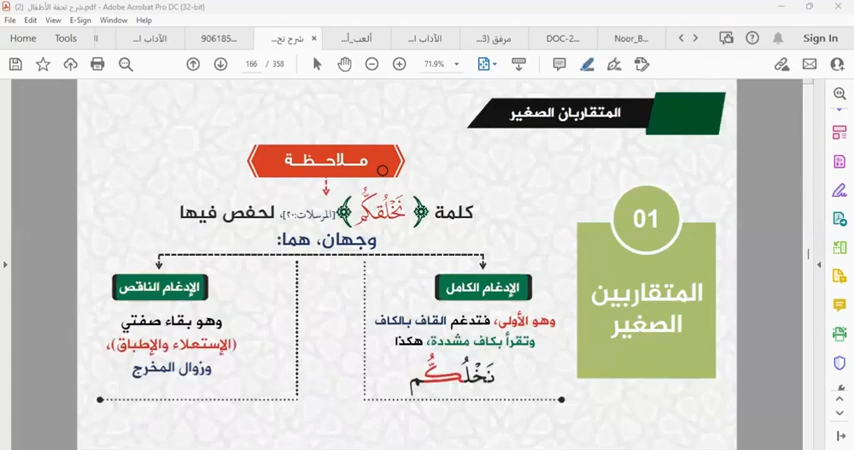 (2) شرح تحفة الأطفال.pdf - Adobe Acrobat Pro DC (32-bit)
File Edit View E-Sign Window Help
Home Tools الآداب ا... 906185... شرح تح... × ألعب_أ... الآداب ا... مرفق (3... DOC-2... Noor_B... Sign In
166 / 358 71.9%
المتقاربان الصغير
ملاحظة
كلمة ﴿نَخْلُقكُّم﴾ [المرسلات:٢٠]، لحفص فيها
وجهان، هما:
01
المتقاربين
الصغير
الإدغام الكامل
وهو الأولى، فتدغم القاف بالكاف
وتقرأ بكاف مشددة، هكذا
نَخْلُكُّم
الإدغام الناقص
وهو بقاء صفتي
(الإستعلاء والإطباق)،
وزوال المخرج